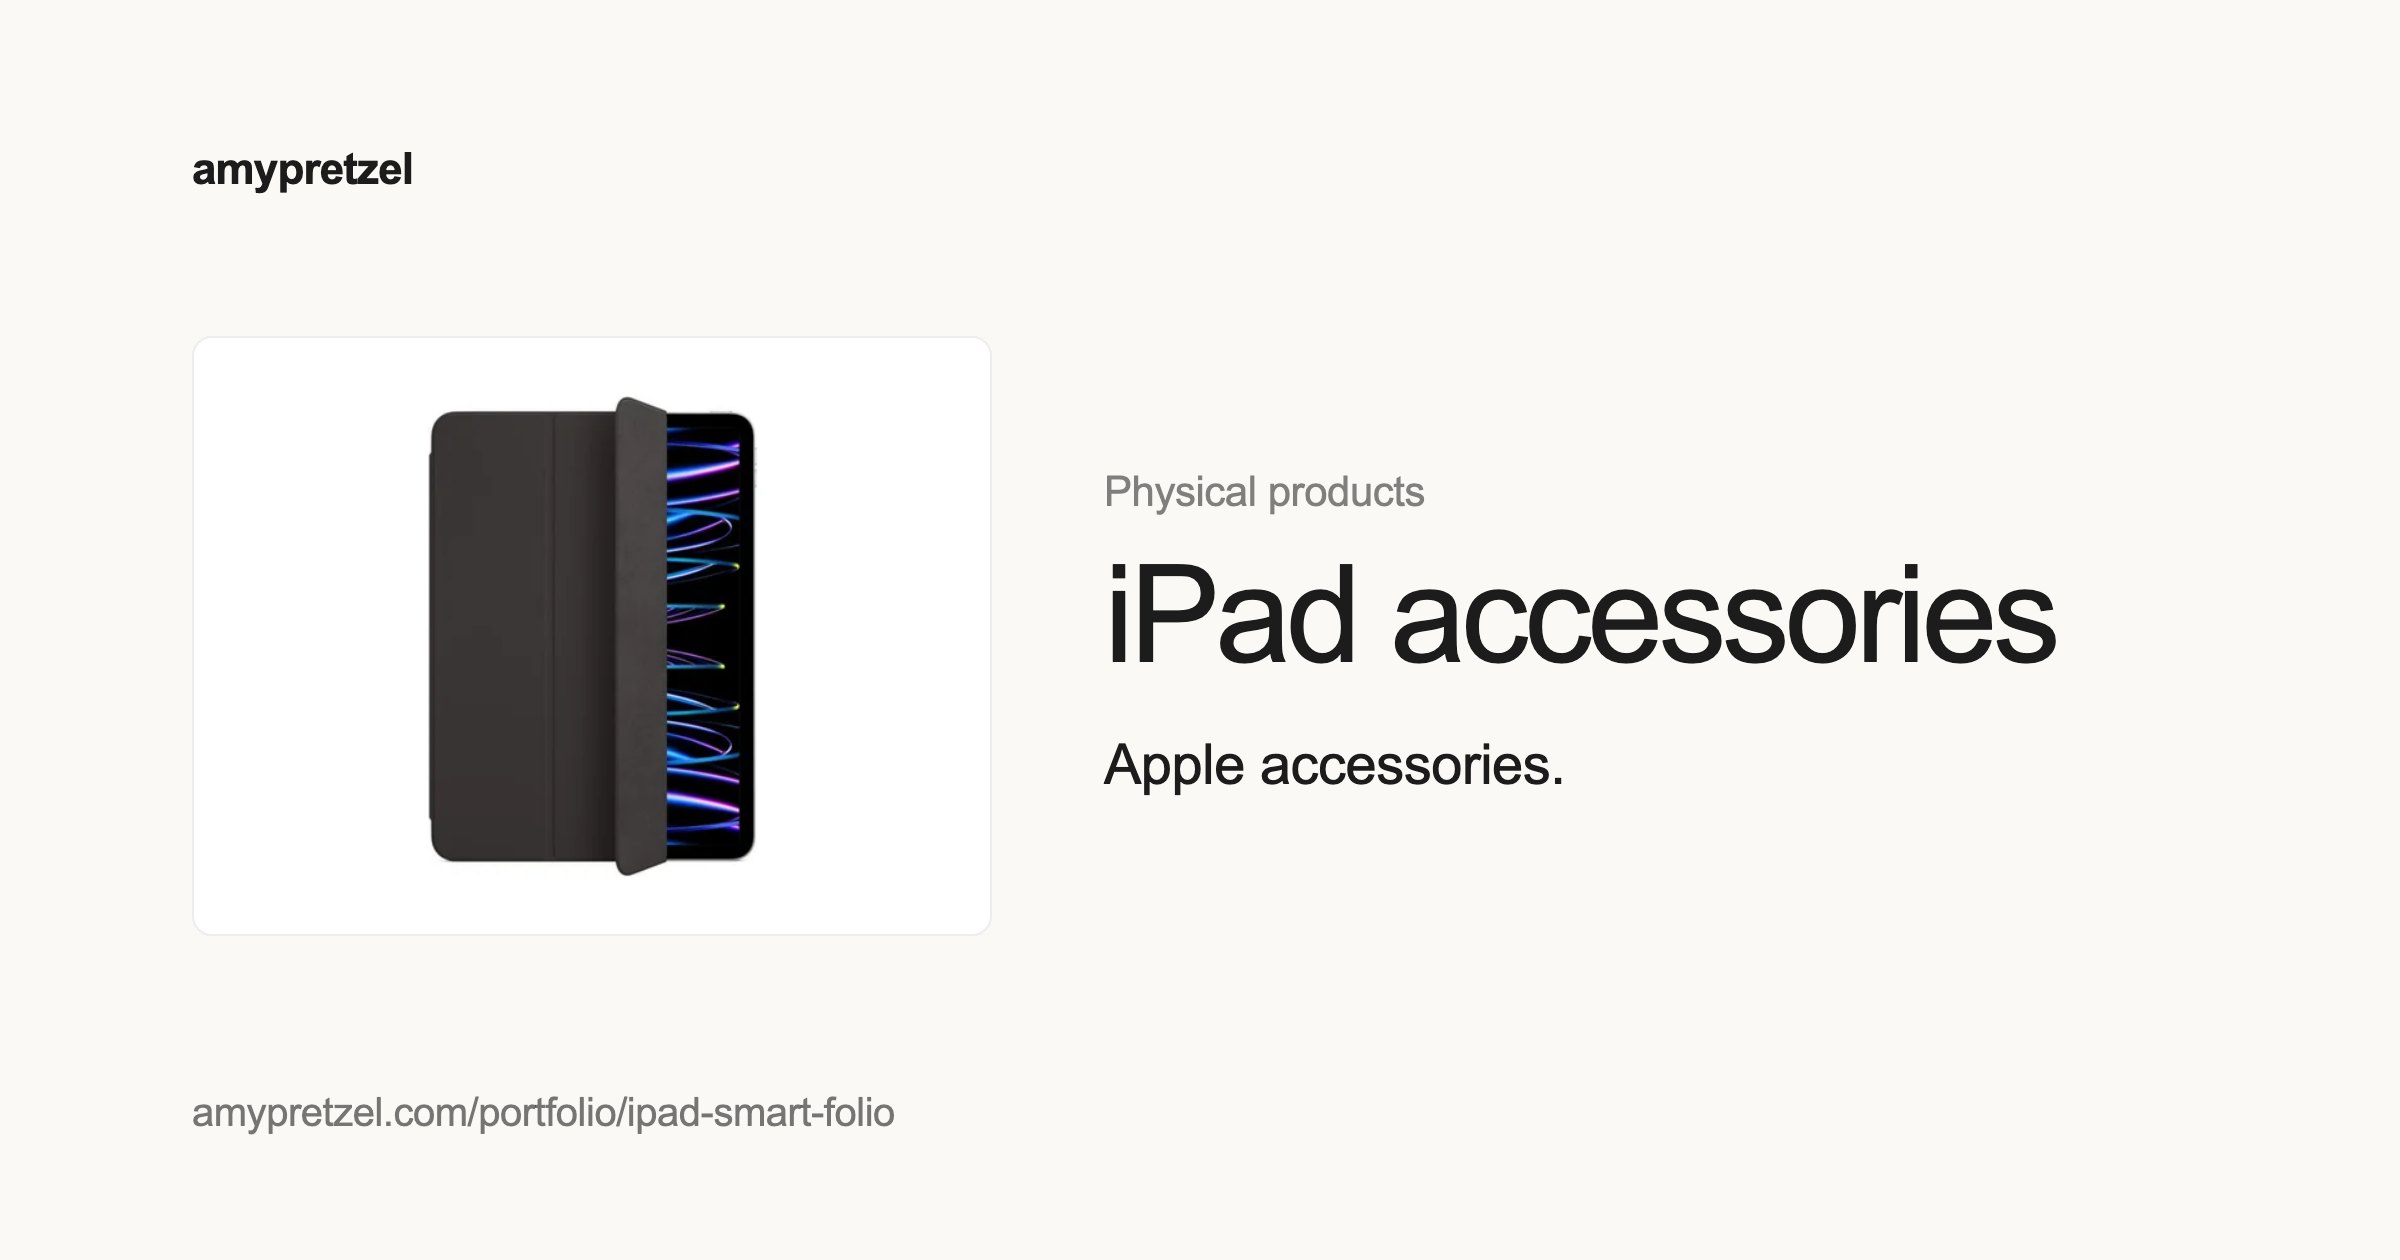 amypretzel
Physical products
iPad accessories
Apple accessories.
amypretzel.com/portfolio/ipad-smart-folio